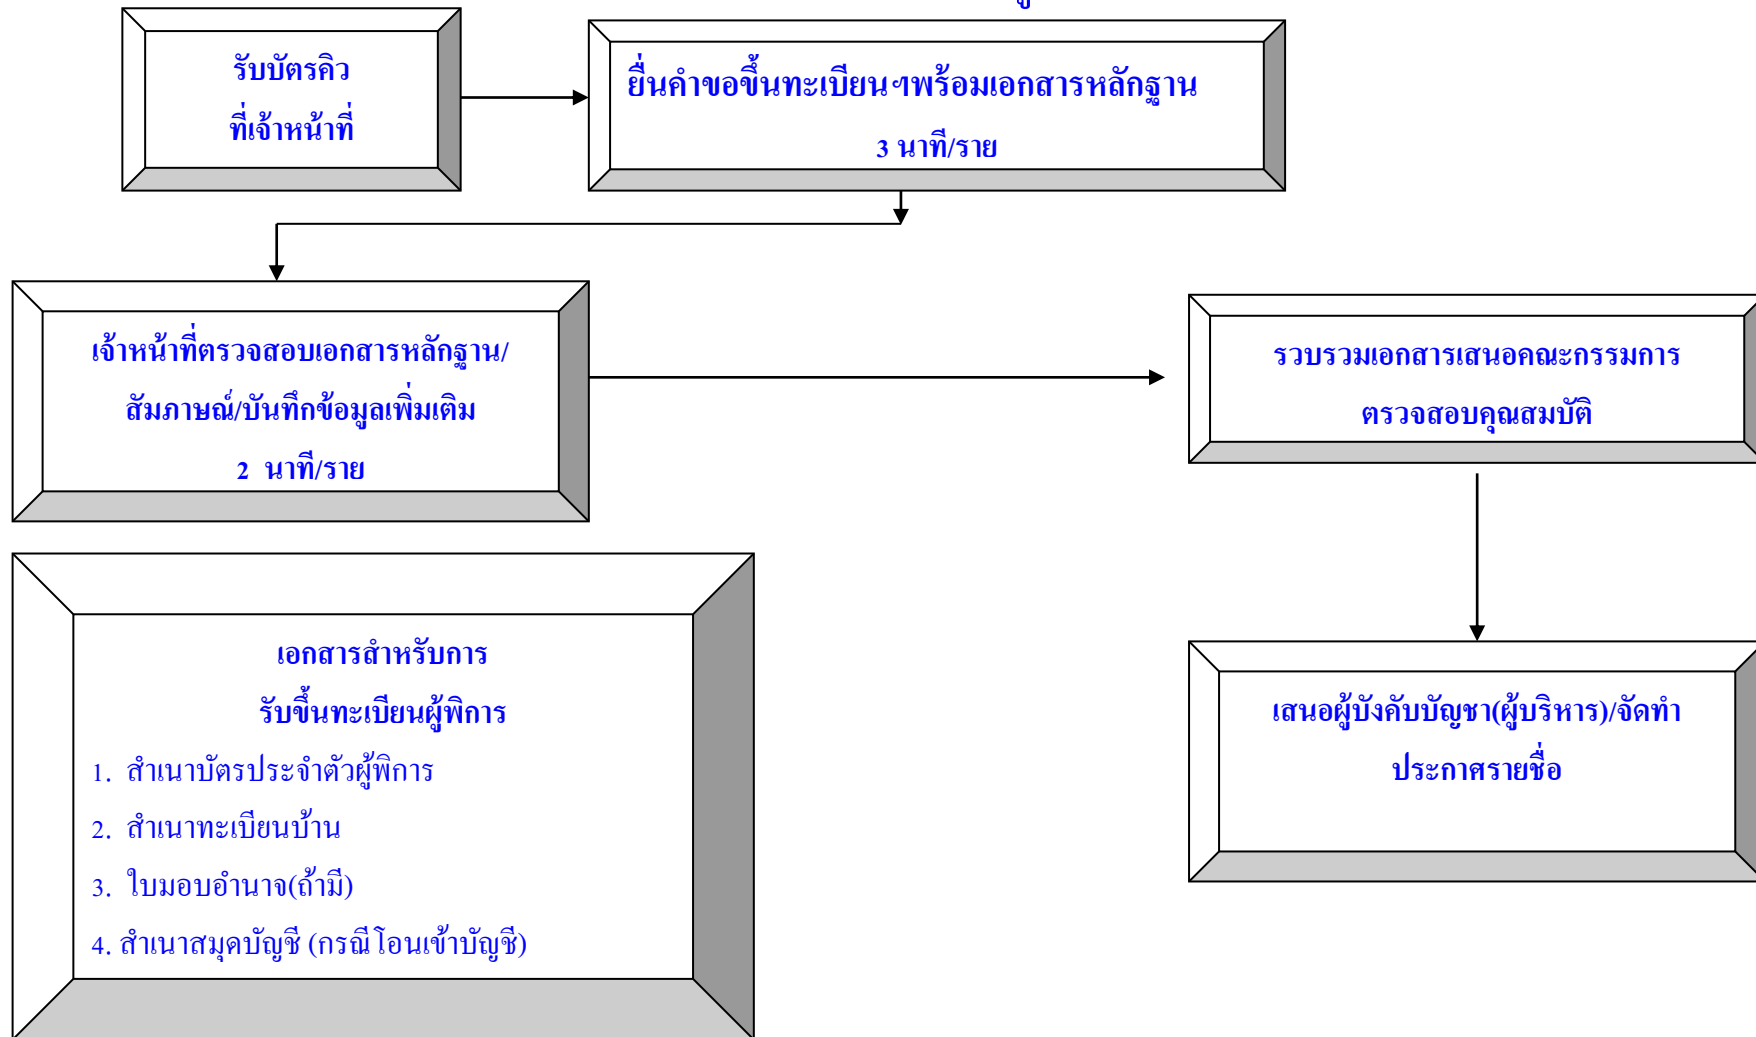 รับบัตรคิว
ที่เจ้าหน้าที่
ยื่นคำขอขึ้นทะเบียนฯพร้อมเอกสารหลักฐาน
3 นาที/ราย
เจ้าหน้าที่ตรวจสอบเอกสารหลักฐาน/
สัมภาษณ์/บันทึกข้อมูลเพิ่มเติม
2 นาที/ราย
รวบรวมเอกสารเสนอคณะกรรมการ
ตรวจสอบคุณสมบัติ
เอกสารสำหรับการ
รับขึ้นทะเบียนผู้พิการ
1. สำเนาบัตรประจำตัวผู้พิการ
2. สำเนาทะเบียนบ้าน
3. ใบมอบอำนาจ(ถ้ามี)
4. สำเนาสมุดบัญชี (กรณีโอนเข้าบัญชี)
เสนอผู้บังคับบัญชา(ผู้บริหาร)/จัดทำ
ประกาศรายชื่อ